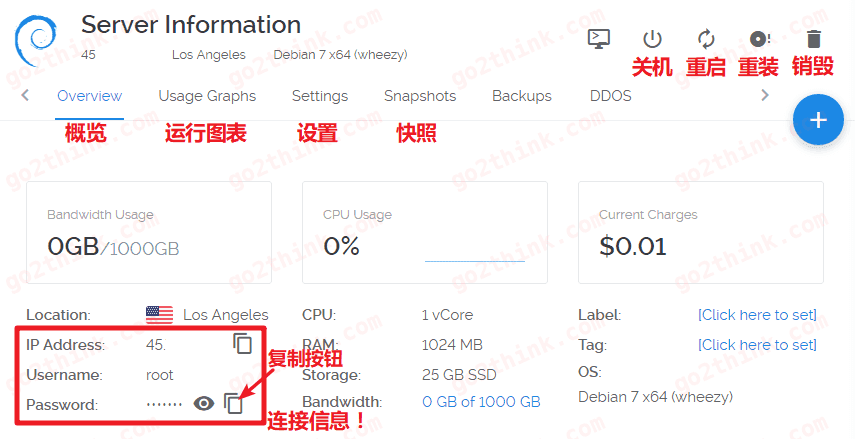 Server Information
45 Los Angeles Debian 7 x64 (wheezy)
关机 重启 重装 销毁
Overview Usage Graphs Settings Snapshots Backups DDOS
概览 运行图表 设置 快照
Bandwidth Usage
0GB/1000GB
CPU Usage
0%
Current Charges
$0.01
Location: Los Angeles
IP Address: 45.
Username: root
Password: •••••••
复制按钮
连接信息！
CPU: 1 vCore
RAM: 1024 MB
Storage: 25 GB SSD
Bandwidth: 0 GB of 1000 GB
Label: [Click here to set]
Tag: [Click here to set]
OS:
Debian 7 x64 (wheezy)
go2think.com